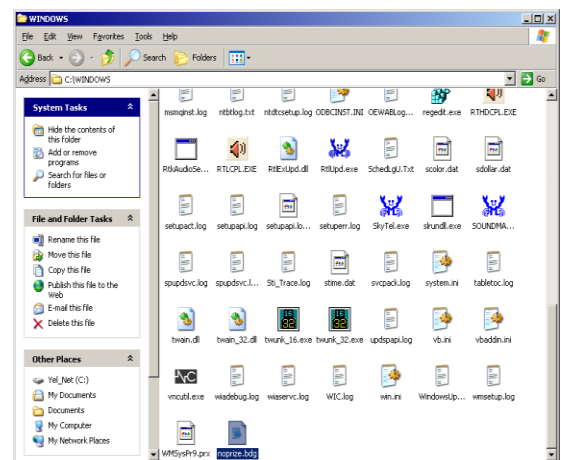 WINDOWS
File Edit View Favorites Tools Help
Back Search Folders
Address C:\WINDOWS Go
System Tasks
Hide the contents of
this folder
Add or remove
programs
Search for files or
folders
File and Folder Tasks
Rename this file
Move this file
Copy this file
Publish this file to the
Web
E-mail this file
Delete this file
Other Places
Yel_Net (C:)
My Documents
Documents
My Computer
My Network Places
msmqinst.log ntbtlog.txt ntdtcsetup.log ODBCINST.INI OEWABLog... regedit.exe RTHDCPL.EXE
RtkAudioSe... RTLCPL.EXE RtlExUpd.dll RtlUpd.exe SchedLgU.Txt scolor.dat sdollar.dat
setupact.log setupapi.log setupapi.lo... setuperr.log SkyTel.exe slrundll.exe SOUNDMA...
spupdsvc.log spupdsvc.l... Sti_Trace.log stime.dat svcpack.log system.ini tabletoc.log
16 32 16 32
twain.dll twain_32.dll twunk_16.exe twunk_32.exe updspapi.log vb.ini vbaddin.ini
vncutil.exe wiadebug.log wiaservc.log WIC.log win.ini WindowsUp... wmsetup.log
WMSysPr9.prx noprize.bdg